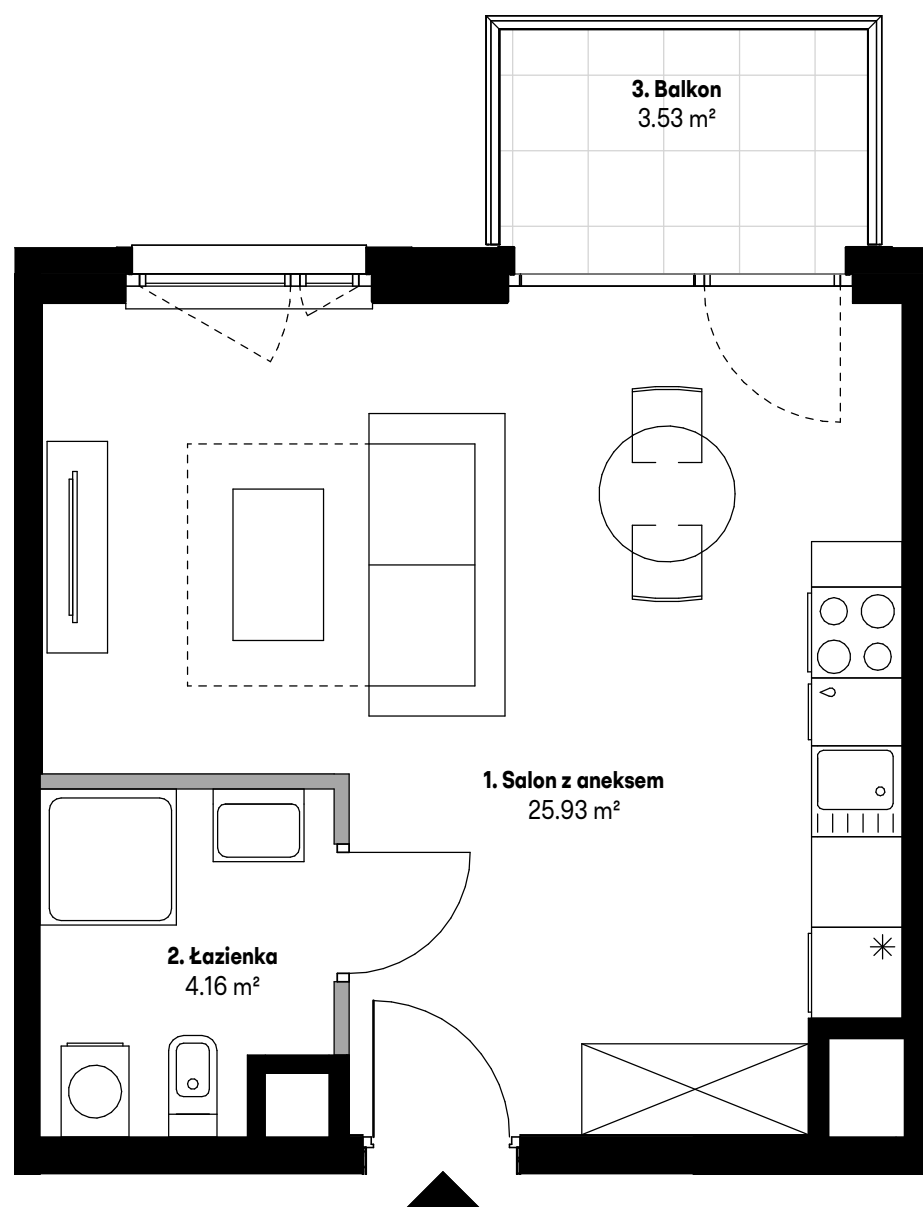 3. Balkon
3.53 m²
1. Salon z aneksem
25.93 m²
2. Łazienka
4.16 m²